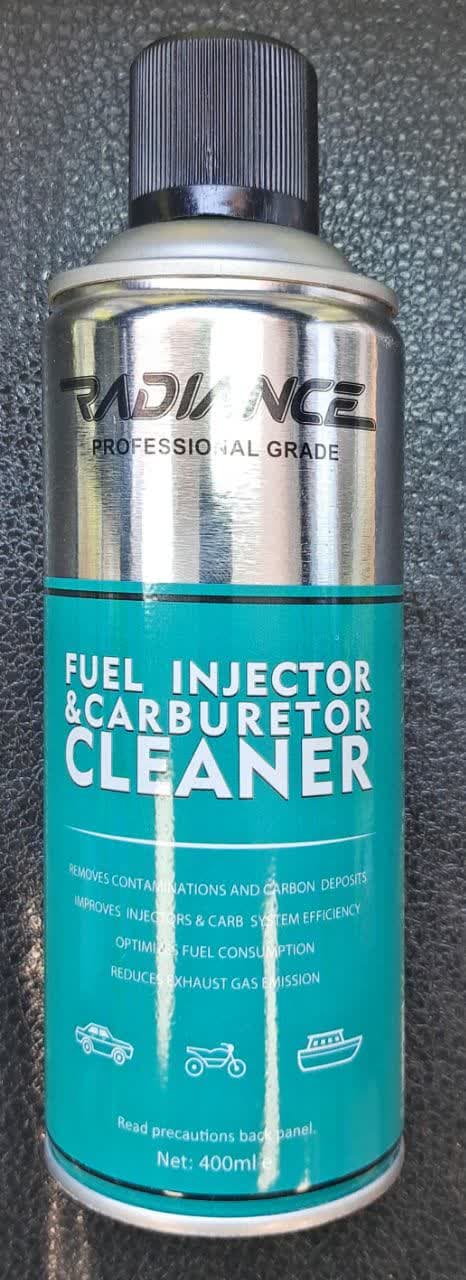 RADIANCE
PROFESSIONAL GRADE
FUEL INJECTOR
&CARBURETOR
CLEANER
REMOVES CONTAMINATIONS AND CARBON DEPOSITS
IMPROVES INJECTORS & CARB SYSTEM EFFICIENCY
OPTIMIZES FUEL CONSUMPTION
REDUCES EXHAUST GAS EMISSION
Read precautions back panel.
Net: 400ml e